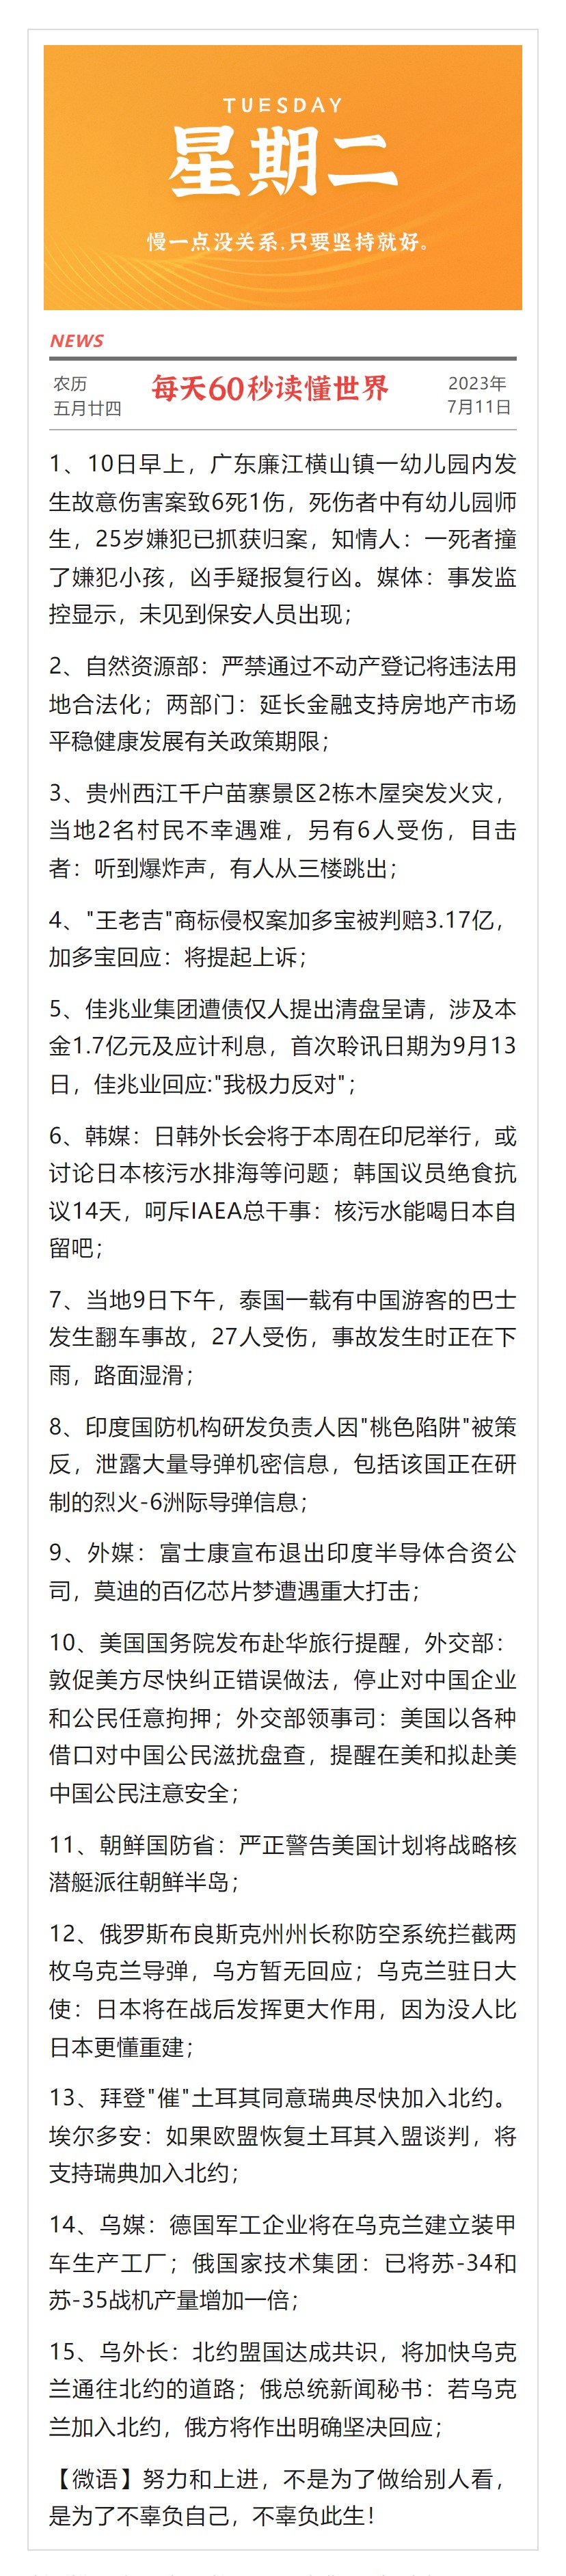 TUESDAY
星期二
慢一点没关系,只要坚持就好。
NEWS
农历
五月廿四
每天60秒读懂世界
2023年
7月11日
1、10日早上，广东廉江横山镇一幼儿园内发
生故意伤害案致6死1伤，死伤者中有幼儿园师
生，25岁嫌犯已抓获归案，知情人：一死者撞
了嫌犯小孩，凶手疑报复行凶。媒体：事发监
控显示，未见到保安人员出现；
2、自然资源部：严禁通过不动产登记将违法用
地合法化；两部门：延长金融支持房地产市场
平稳健康发展有关政策期限；
3、贵州西江千户苗寨景区2栋木屋突发火灾，
当地2名村民不幸遇难，另有6人受伤，目击
者：听到爆炸声，有人从三楼跳出；
4、"王老吉"商标侵权案加多宝被判赔3.17亿，
加多宝回应：将提起上诉；
5、佳兆业集团遭债仅人提出清盘呈请，涉及本
金1.7亿元及应计利息，首次聆讯日期为9月13
日，佳兆业回应:"我极力反对"；
6、韩媒：日韩外长会将于本周在印尼举行，或
讨论日本核污水排海等问题；韩国议员绝食抗
议14天，呵斥IAEA总干事：核污水能喝日本自
留吧；
7、当地9日下午，泰国一载有中国游客的巴士
发生翻车事故，27人受伤，事故发生时正在下
雨，路面湿滑；
8、印度国防机构研发负责人因"桃色陷阱"被策
反，泄露大量导弹机密信息，包括该国正在研
制的烈火-6洲际导弹信息；
9、外媒：富士康宣布退出印度半导体合资公
司，莫迪的百亿芯片梦遭遇重大打击；
10、美国国务院发布赴华旅行提醒，外交部：
敦促美方尽快纠正错误做法，停止对中国企业
和公民任意拘押；外交部领事司：美国以各种
借口对中国公民滋扰盘查，提醒在美和拟赴美
中国公民注意安全；
11、朝鲜国防省：严正警告美国计划将战略核
潜艇派往朝鲜半岛；
12、俄罗斯布良斯克州州长称防空系统拦截两
枚乌克兰导弹，乌方暂无回应；乌克兰驻日大
使：日本将在战后发挥更大作用，因为没人比
日本更懂重建；
13、拜登"催"土耳其同意瑞典尽快加入北约。
埃尔多安：如果欧盟恢复土耳其入盟谈判，将
支持瑞典加入北约；
14、乌媒：德国军工企业将在乌克兰建立装甲
车生产工厂；俄国家技术集团：已将苏-34和
苏-35战机产量增加一倍；
15、乌外长：北约盟国达成共识，将加快乌克
兰通往北约的道路；俄总统新闻秘书：若乌克
兰加入北约，俄方将作出明确坚决回应；
【微语】努力和上进，不是为了做给别人看，
是为了不辜负自己，不辜负此生！